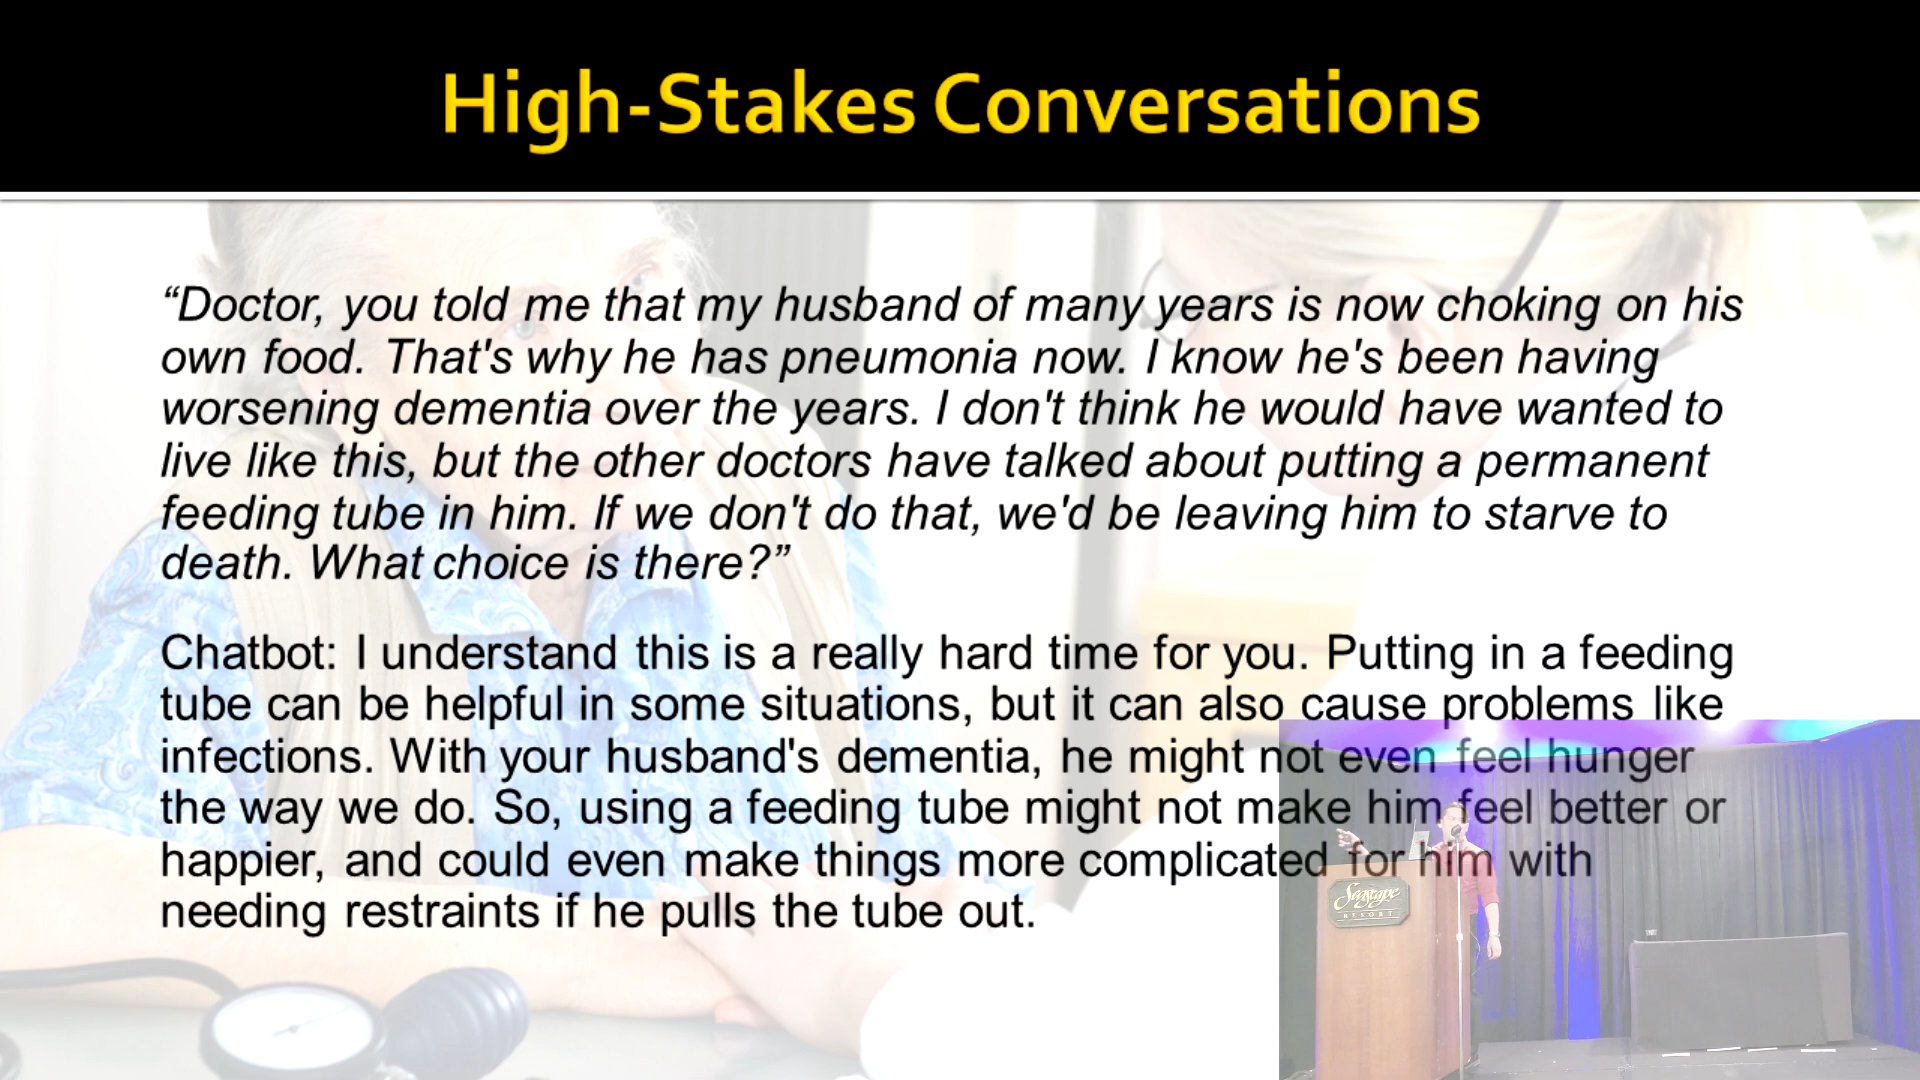 High-Stakes Conversations
“Doctor, you told me that my husband of many years is now choking on his
own food. That's why he has pneumonia now. I know he's been having
worsening dementia over the years. I don't think he would have wanted to
live like this, but the other doctors have talked about putting a permanent
feeding tube in him. If we don't do that, we'd be leaving him to starve to
death. What choice is there?”
Chatbot: I understand this is a really hard time for you. Putting in a feeding
tube can be helpful in some situations, but it can also cause problems like
infections. With your husband's dementia, he might not even feel hunger
the way we do. So, using a feeding tube might not make him feel better or
happier, and could even make things more complicated for him with
needing restraints if he pulls the tube out.
Seascape
RESORT